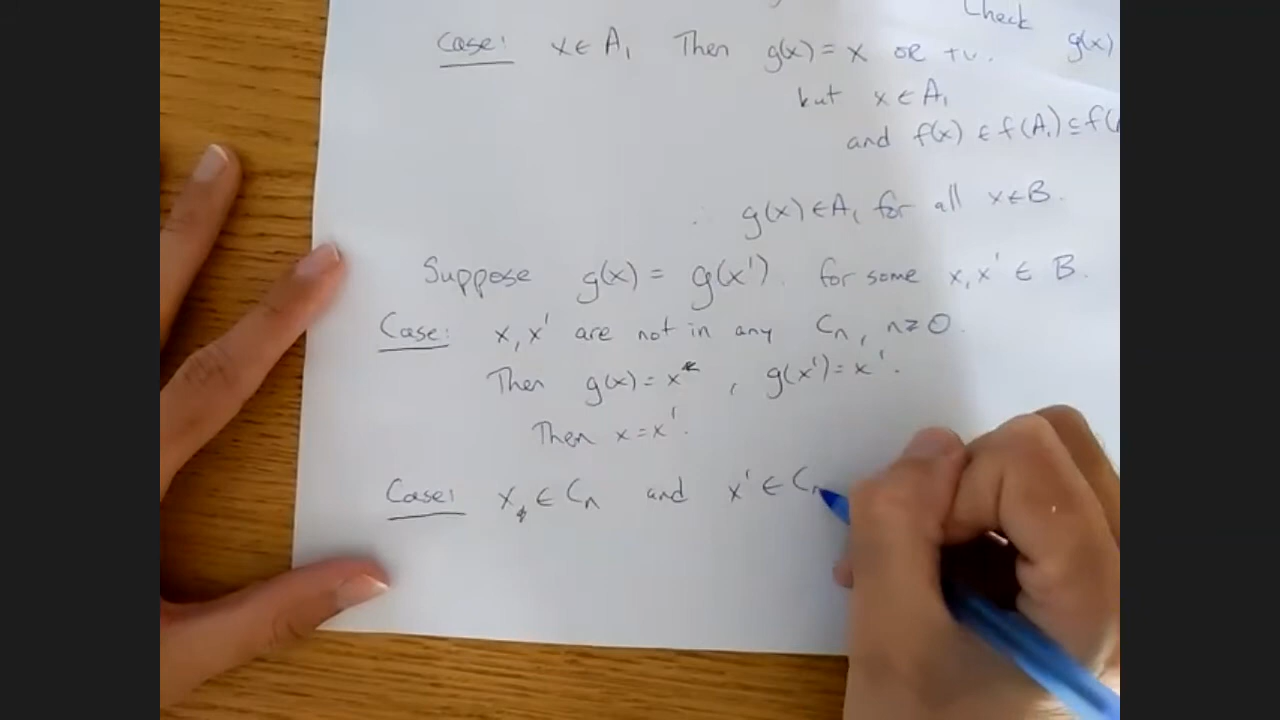 Check
Case: x ∈ A₁ Then g(x) = x OR f(x). g(x)
but x ∈ A₁
and f(x) ∈ f(A₁) ⊆ f(
∴ g(x) ∈ A₁ for all x ∈ B.
Suppose g(x) = g(x') for some x, x' ∈ B.
Case: x, x' are not in any Cₙ, n ≥ 0.
Then g(x) = x , g(x') = x'.
Then x = x'.
Case: x ∈ Cₙ and x' ∈ Cₙ